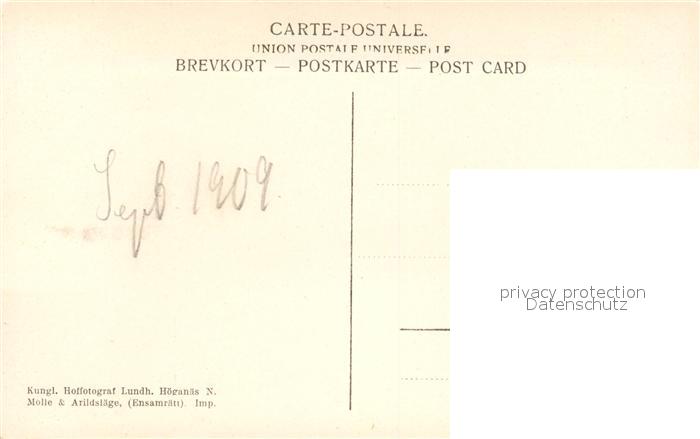 CARTE-POSTALE.
UNION POSTALE UNIVERSELLE
BREVKORT — POSTKARTE — POST CARD
Sept. 1909.
privacy protection
Datenschutz
Kungl. Hoffotograf Lundh. Höganäs N.
Mölle & Arildsläge, (Ensamrätt). Imp.